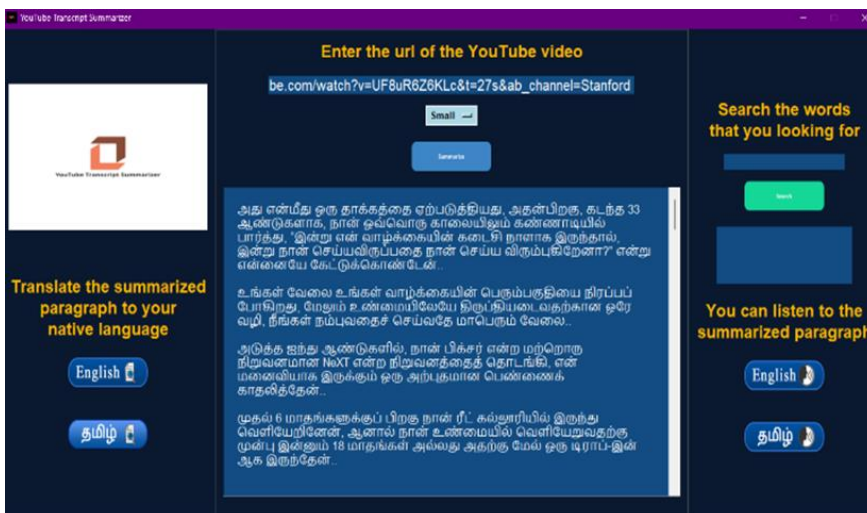 YouTube Transcript Summarizer
YouTube Transcript Summarizer
Translate the summarized
paragraph to your
native language
English
தமிழ்
Enter the url of the YouTube video
be.com/watch?v=UF8uR6Z6KLc&t=27s&ab_channel=Stanford
Small
Summarize
அது என்மீது ஒரு தாக்கத்தை ஏற்படுத்தியது, அதன்பிறகு, கடந்த 33
ஆண்டுகளாக, நான் ஒவ்வொரு காலையிலும் கண்ணாடியில்
பார்த்து, "இன்று என் வாழ்க்கையின் கடைசி நாளாக இருந்தால்,
இன்று நான் செய்யவிருப்பதை நான் செய்ய விரும்புகிறேனா?" என்று
என்னையே கேட்டுக்கொண்டேன்..
உங்கள் வேலை உங்கள் வாழ்க்கையின் பெரும்பகுதியை நிரப்பப்
போகிறது, மேலும் உண்மையிலேயே திருப்தியடைவதற்கான ஒரே
வழி, நீங்கள் நம்புவதைச் செய்வதே மாபெரும் வேலை..
அடுத்த ஐந்து ஆண்டுகளில், நான் பிக்சர் என்ற மற்றொரு
நிறுவனமான NeXT என்ற நிறுவனத்தைத் தொடங்கி, என்
மனைவியாக இருக்கும் ஒரு அற்புதமான பெண்ணைக்
காதலித்தேன்..
முதல் 6 மாதங்களுக்குப் பிறகு நான் ரீட் கல்லூரியில் இருந்து
வெளியேறினேன், ஆனால் நான் உண்மையில் வெளியேறுவதற்கு
முன்பு இன்னும் 18 மாதங்கள் அல்லது அதற்கு மேல் ஒரு டிராப்-இன்
ஆக இருந்தேன்..
Search the words
that you looking for
Search
You can listen to the
summarized paragraph
English
தமிழ்